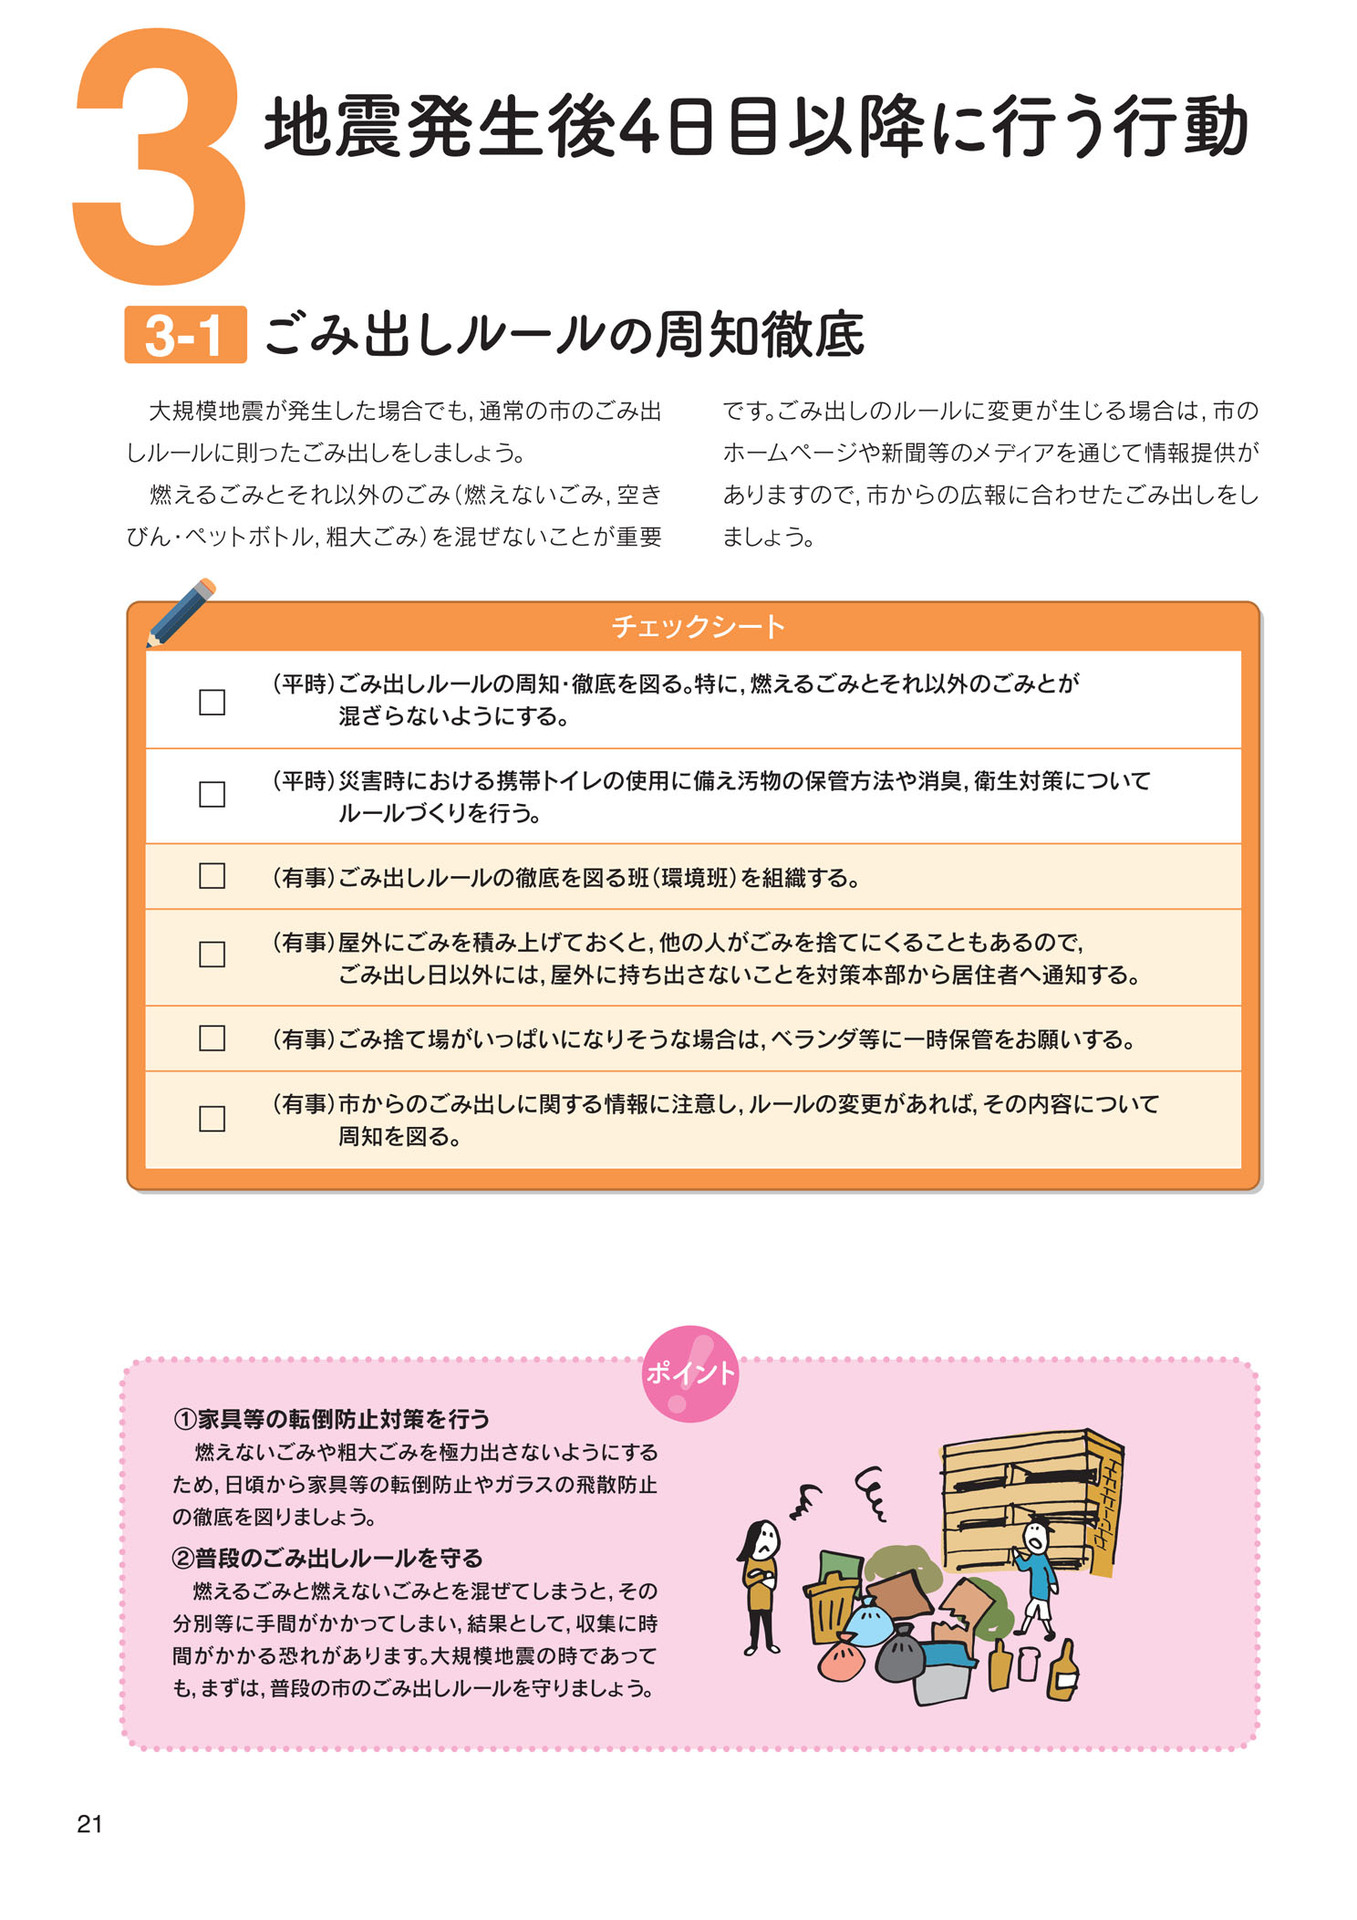 3
地震発生後4日目以降に行う行動
3-1 ごみ出しルールの周知徹底
大規模地震が発生した場合でも,通常の市のごみ出
しルールに則ったごみ出しをしましょう。
燃えるごみとそれ以外のごみ(燃えないごみ,空き
びん・ペットボトル,粗大ごみ)を混ぜないことが重要
です。ごみ出しのルールに変更が生じる場合は,市の
ホームページや新聞等のメディアを通じて情報提供が
ありますので,市からの広報に合わせたごみ出しをし
ましょう。
チェックシート
□ (平時)ごみ出しルールの周知・徹底を図る。特に,燃えるごみとそれ以外のごみとが
混ざらないようにする。
□ (平時)災害時における携帯トイレの使用に備え汚物の保管方法や消臭,衛生対策について
ルールづくりを行う。
□ (有事)ごみ出しルールの徹底を図る班(環境班)を組織する。
□ (有事)屋外にごみを積み上げておくと,他の人がごみを捨てにくることもあるので,
ごみ出し日以外には,屋外に持ち出さないことを対策本部から居住者へ通知する。
□ (有事)ごみ捨て場がいっぱいになりそうな場合は,ベランダ等に一時保管をお願いする。
□ (有事)市からのごみ出しに関する情報に注意し,ルールの変更があれば,その内容について
周知を図る。
ポイント
①家具等の転倒防止対策を行う
燃えないごみや粗大ごみを極力出さないようにする
ため,日頃から家具等の転倒防止やガラスの飛散防止
の徹底を図りましょう。
②普段のごみ出しルールを守る
燃えるごみと燃えないごみとを混ぜてしまうと,その
分別等に手間がかかってしまい,結果として,収集に時
間がかかる恐れがあります。大規模地震の時であって
も,まずは,普段の市のごみ出しルールを守りましょう。
21